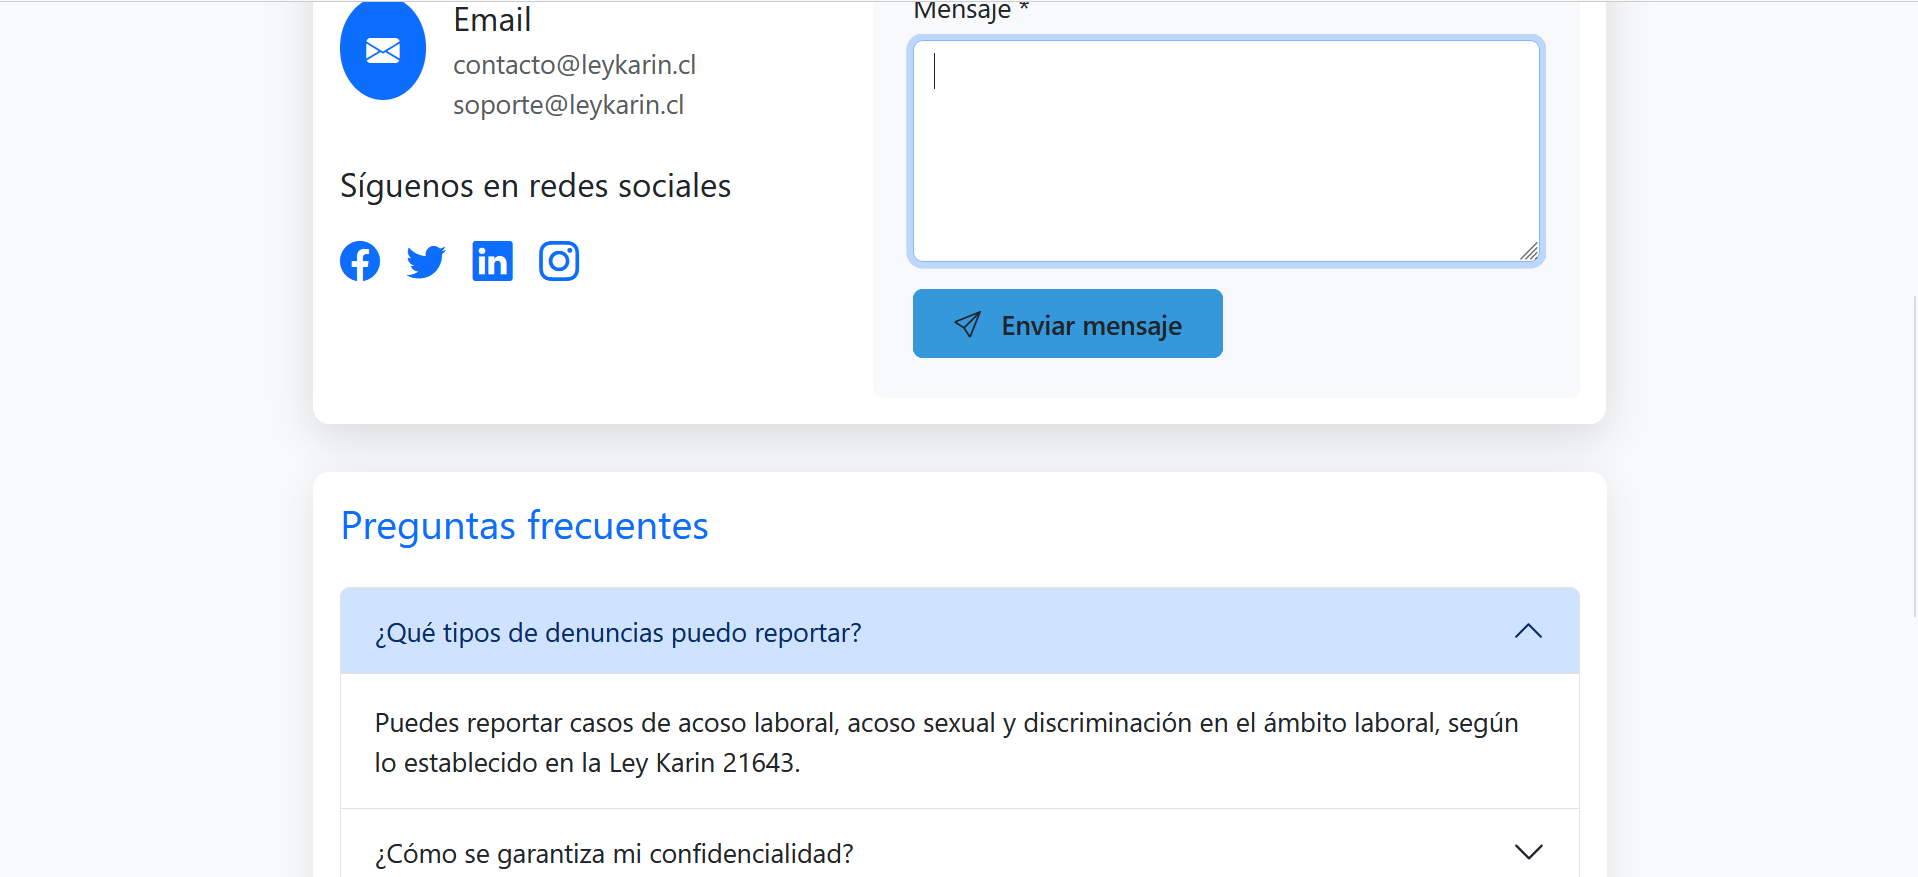 Email
contacto@leykarin.cl
soporte@leykarin.cl
Síguenos en redes sociales
Mensaje *
Enviar mensaje
Preguntas frecuentes
¿Qué tipos de denuncias puedo reportar?
Puedes reportar casos de acoso laboral, acoso sexual y discriminación en el ámbito laboral, según
lo establecido en la Ley Karin 21643.
¿Cómo se garantiza mi confidencialidad?